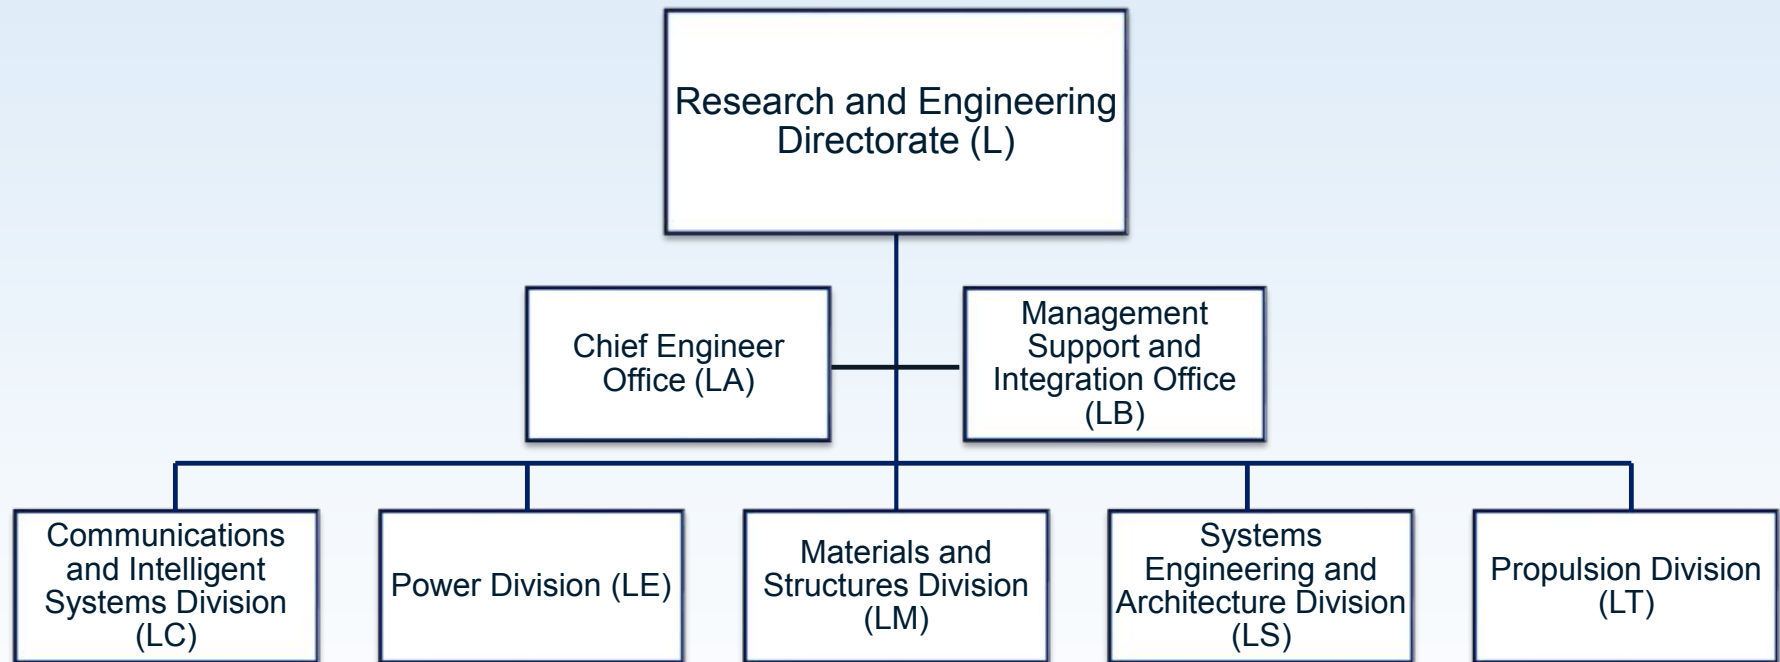 Research and Engineering
Directorate (L)
Chief Engineer
Office (LA)
Management
Support and
Integration Office
(LB)
Communications
and Intelligent
Systems Division
(LC)
Power Division (LE)
Materials and
Structures Division
(LM)
Systems
Engineering and
Architecture Division
(LS)
Propulsion Division
(LT)